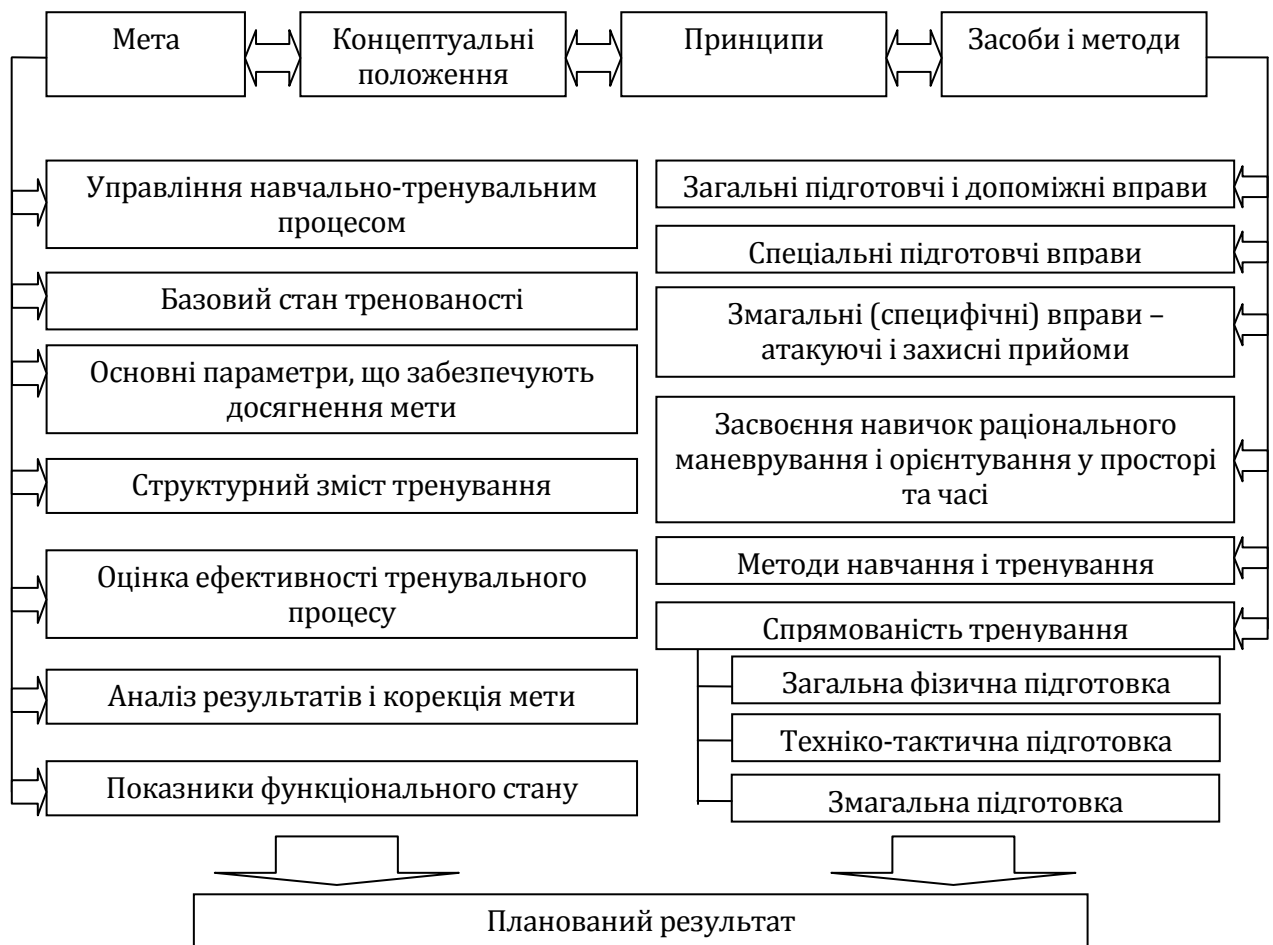 Мета
Концептуальні
положення
Принципи
Засоби і методи
Управління навчально-тренувальним
процесом
Базовий стан тренованості
Основні параметри, що забезпечують
досягнення мети
Структурний зміст тренування
Оцінка ефективності тренувального
процесу
Аналіз результатів і корекція мети
Показники функціонального стану
Загальні підготовчі і допоміжні вправи
Спеціальні підготовчі вправи
Змагальні (специфічні) вправи –
атакуючі і захисні прийоми
Засвоєння навичок раціонального
маневрування і орієнтування у просторі
та часі
Методи навчання і тренування
Спрямованість тренування
Загальна фізична підготовка
Техніко-тактична підготовка
Змагальна підготовка
Планований результат